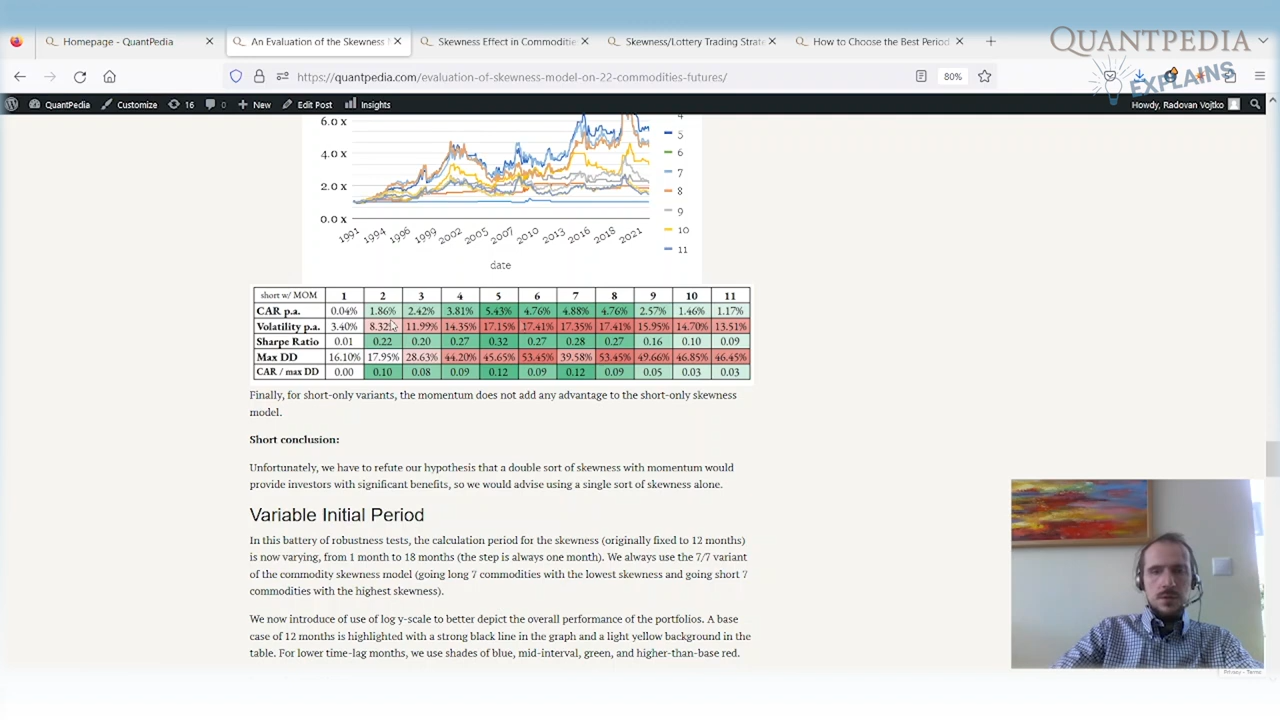 QUANTPEDIA
EXPLAINS
Homepage - QuantPedia
An Evaluation of the Skewness
Skewness Effect in Commoditie
Skewness/Lottery Trading Strate
How to Choose the Best Period
https://quantpedia.com/evaluation-of-skewness-model-on-22-commodities-futures/
80%
QuantPedia Customize 16 0 New Edit Post Insights Howdy, Radovan Vojtko
6.0 x
4.0 x
2.0 x
0.0 x
4
5
6
7
8
9
10
11
1991 1994 1996 1999 2002 2005 2007 2010 2013 2016 2018 2021
date
short w/ MOM 1 2 3 4 5 6 7 8 9 10 11
CAR p.a. 0.04% 1.86% 2.42% 3.81% 5.43% 4.76% 4.88% 4.76% 2.57% 1.46% 1.17%
Volatility p.a. 3.40% 8.32% 11.99% 14.35% 17.15% 17.41% 17.35% 17.41% 15.95% 14.70% 13.51%
Sharpe Ratio 0.01 0.22 0.20 0.27 0.32 0.27 0.28 0.27 0.16 0.10 0.09
Max DD 16.10% 17.95% 28.63% 44.20% 45.65% 53.45% 39.58% 53.45% 49.66% 46.85% 46.45%
CAR / max DD 0.00 0.10 0.08 0.09 0.12 0.09 0.12 0.09 0.05 0.03 0.03
Finally, for short-only variants, the momentum does not add any advantage to the short-only skewness
model.
Short conclusion:
Unfortunately, we have to refute our hypothesis that a double sort of skewness with momentum would
provide investors with significant benefits, so we would advise using a single sort of skewness alone.
Variable Initial Period
In this battery of robustness tests, the calculation period for the skewness (originally fixed to 12 months)
is now varying, from 1 month to 18 months (the step is always one month). We always use the 7/7 variant
of the commodity skewness model (going long 7 commodities with the lowest skewness and going short 7
commodities with the highest skewness).
We now introduce of use of log y-scale to better depict the overall performance of the portfolios. A base
case of 12 months is highlighted with a strong black line in the graph and a light yellow background in the
table. For lower time-lag months, we use shades of blue, mid-interval, green, and higher-than-base red.
Privacy - Terms